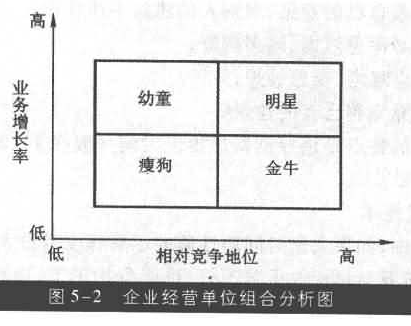 高
业务增长率
幼童 明星
瘦狗 金牛
低
低 相对竞争地位 高
图 5-2 企业经营单位组合分析图